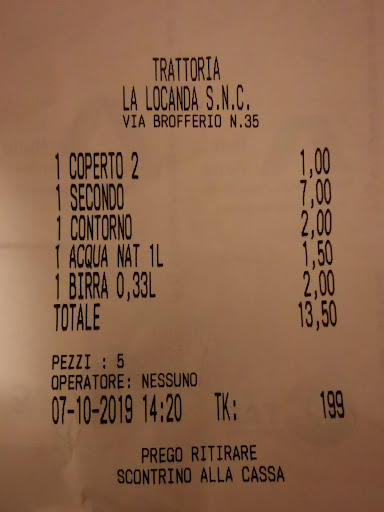 TRATTORIA
LA LOCANDA S.N.C.
VIA BROFFERIO N.35
1 COPERTO 2 1,00
1 SECONDO 7,00
1 CONTORNO 2,00
1 ACQUA NAT 1L 1,50
1 BIRRA 0,33L 2,00
TOTALE 13,50
PEZZI : 5
OPERATORE: NESSUNO
07-10-2019 14:20 TK: 199
PREGO RITIRARE
SCONTRINO ALLA CASSA